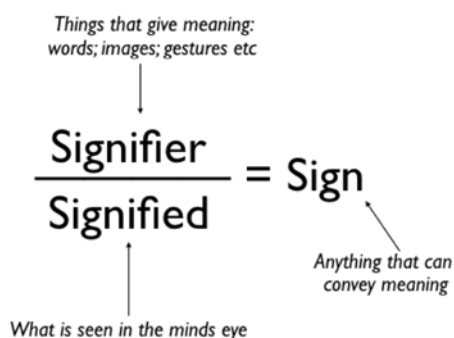 Things that give meaning:
words; images; gestures etc
Signifier
= Sign
Signified
Anything that can
convey meaning
What is seen in the minds eye